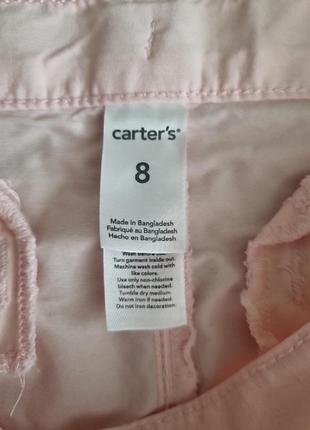 carter's®
8
Made in Bangladesh
Fabriqué au Bangladesh
Hecho en Bangladesh
Turn garment inside out.
Machine wash cold with
like colors.
Use only non-chlorine
bleach when needed.
Tumble dry medium.
Warm iron if needed.
Do not iron decoration.